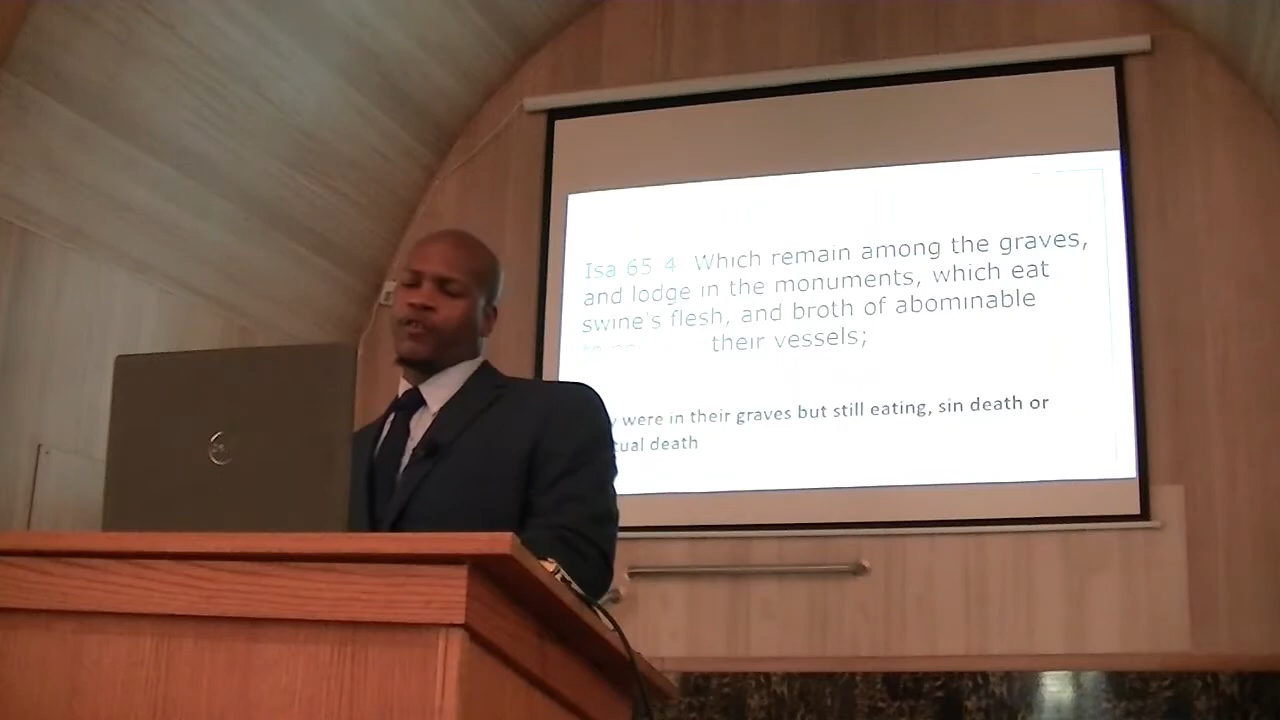 Isa 65 4 Which remain among the graves,
and lodge in the monuments, which eat
swine's flesh, and broth of abominable
their vessels;
were in their graves but still eating, sin death or
death